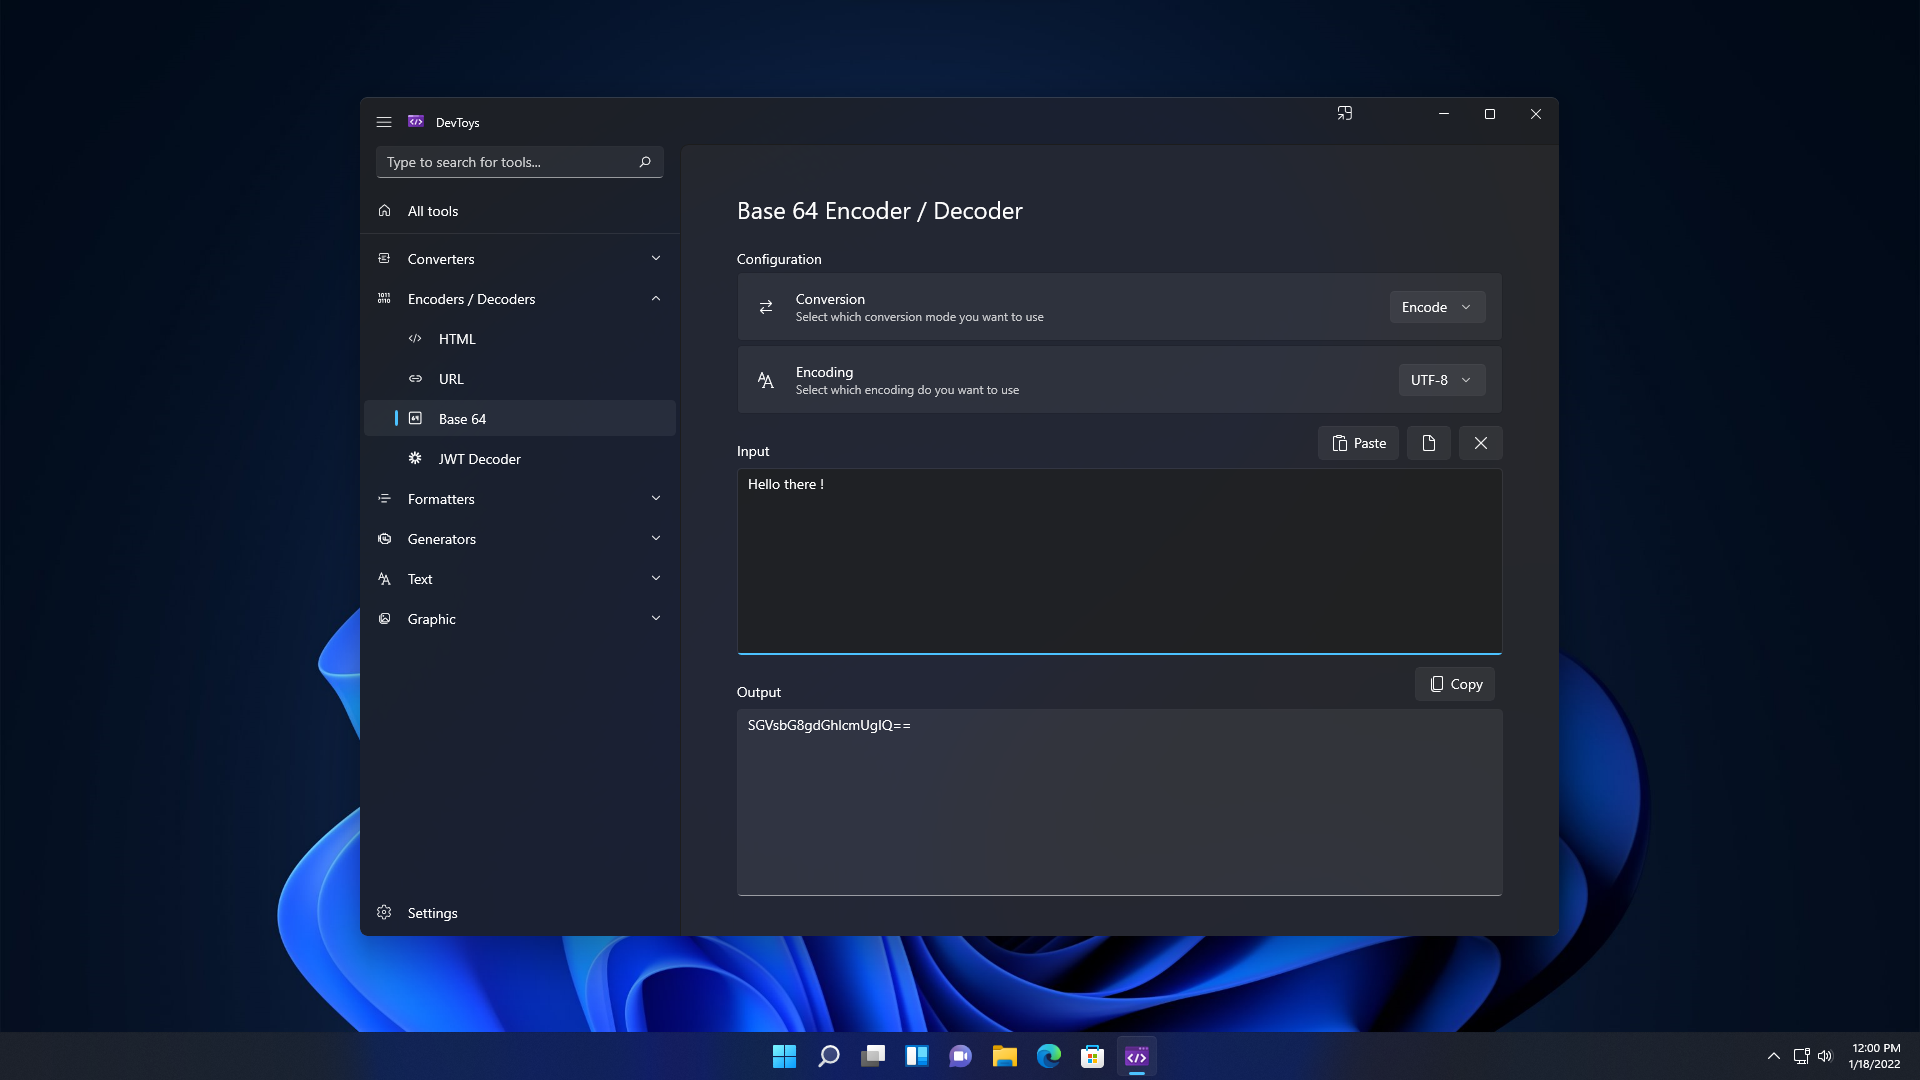 DevToys
Type to search for tools...
All tools
Converters
Encoders / Decoders
HTML
URL
Base 64
JWT Decoder
Formatters
Generators
Text
Graphic
Settings
Base 64 Encoder / Decoder
Configuration
Conversion
Select which conversion mode you want to use
Encode
Encoding
Select which encoding do you want to use
UTF-8
Input
Paste
Hello there !
Output
Copy
SGVsbG8gdGhlcmUgIQ==
12:00 PM
1/18/2022